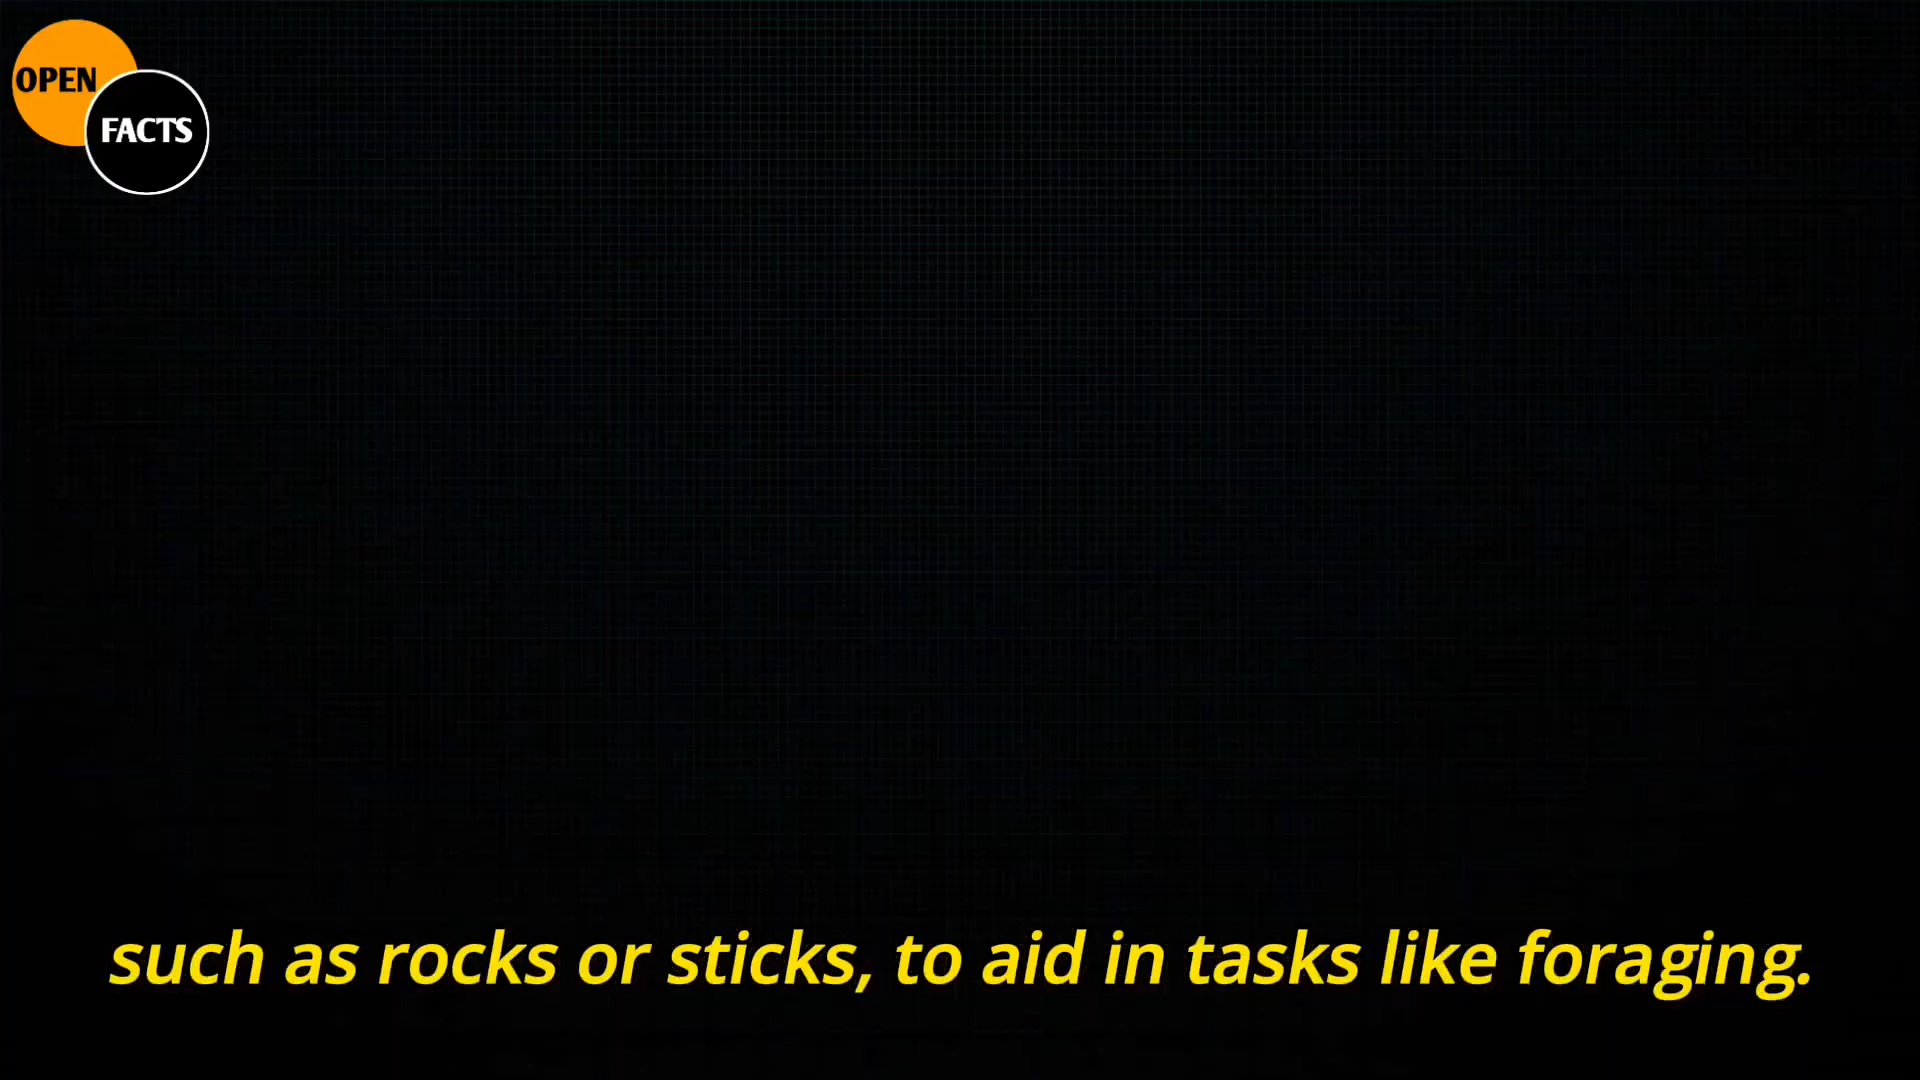 OPEN
FACTS
such as rocks or sticks, to aid in tasks like foraging.